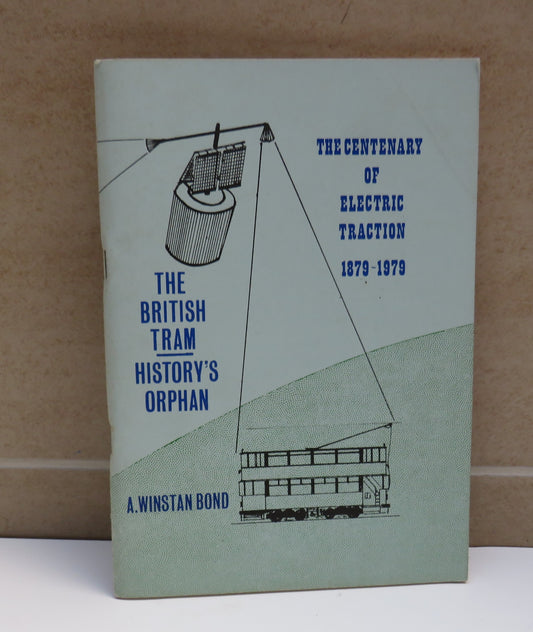 THE CENTENARY
OF
ELECTRIC
TRACTION
1879-1979
THE
BRITISH
TRAM
HISTORY'S
ORPHAN
A. WINSTAN BOND